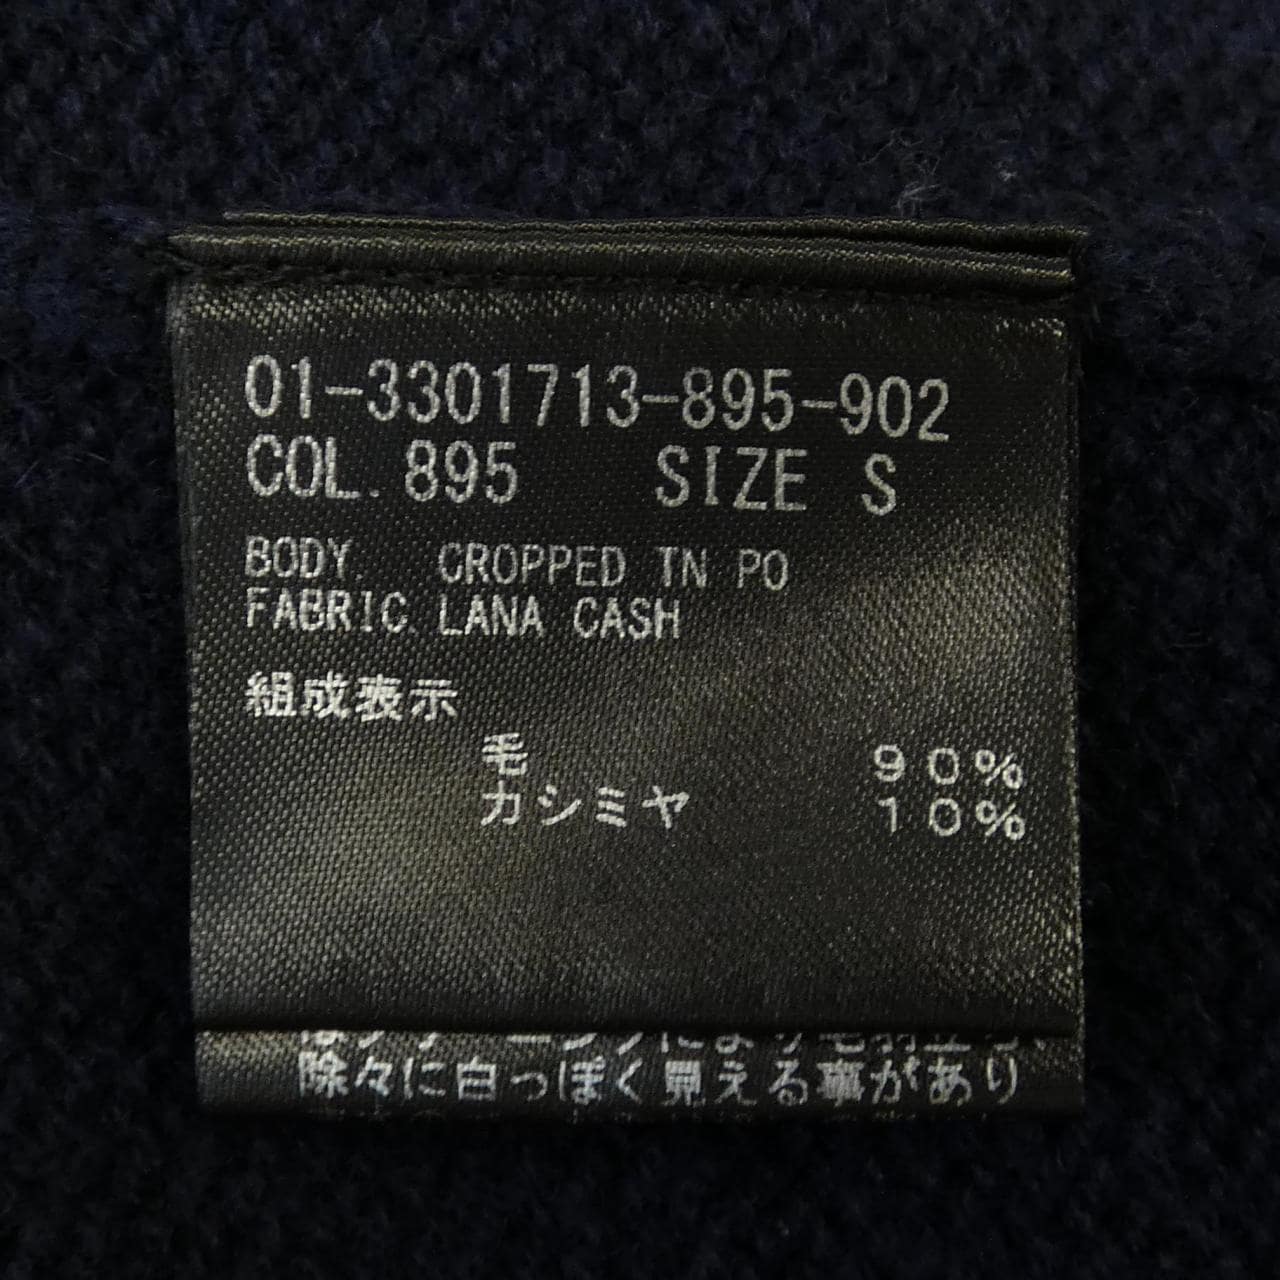 01-3301713-895-902
COL. 895 SIZE S
BODY. CROPPED TN PO
FABRIC. LANA CASH
組成表示
毛 90%
カシミヤ 10%
除々に白っぽく見える事があり